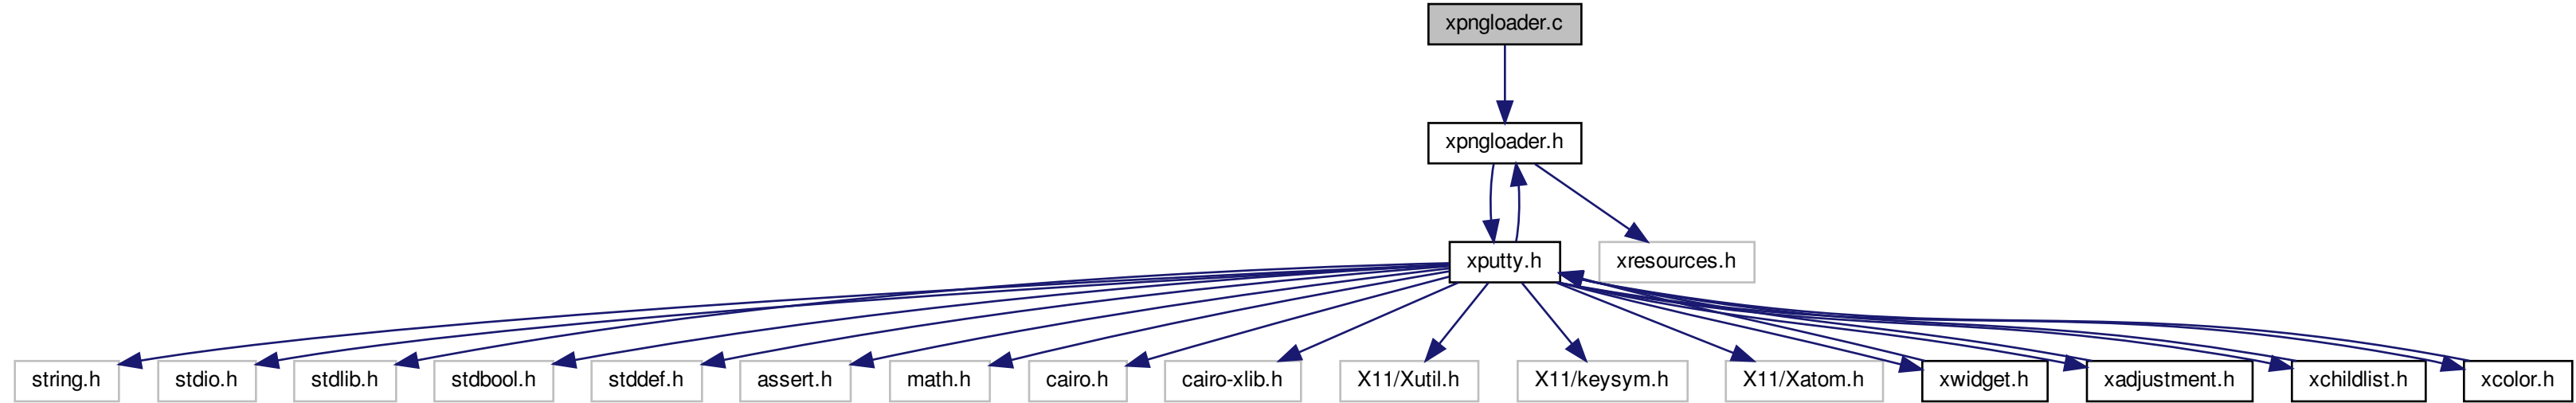 xpngloader.c
xpngloader.h
xputty.h
xresources.h
string.h
stdio.h
stdlib.h
stdbool.h
stddef.h
assert.h
math.h
cairo.h
cairo-xlib.h
X11/Xutil.h
X11/keysym.h
X11/Xatom.h
xwidget.h
xadjustment.h
xchildlist.h
xcolor.h